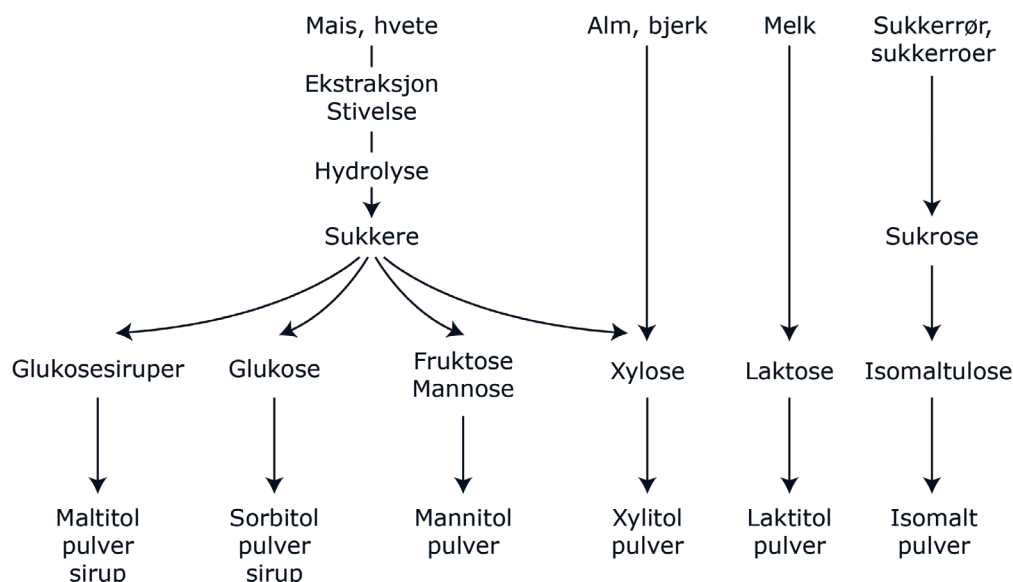 Mais, hvete
Alm, bjerk
Melk
Sukkerrør,
sukkerroer
Ekstraksjon
Stivelse
Hydrolyse
Sukkere
Sukrose
Glukosesiruper
Glukose
Fruktose
Mannose
Xylose
Laktose
Isomaltulose
Maltitol
pulver
sirup
Sorbitol
pulver
sirup
Mannitol
pulver
Xylitol
pulver
Laktitol
pulver
Isomalt
pulver